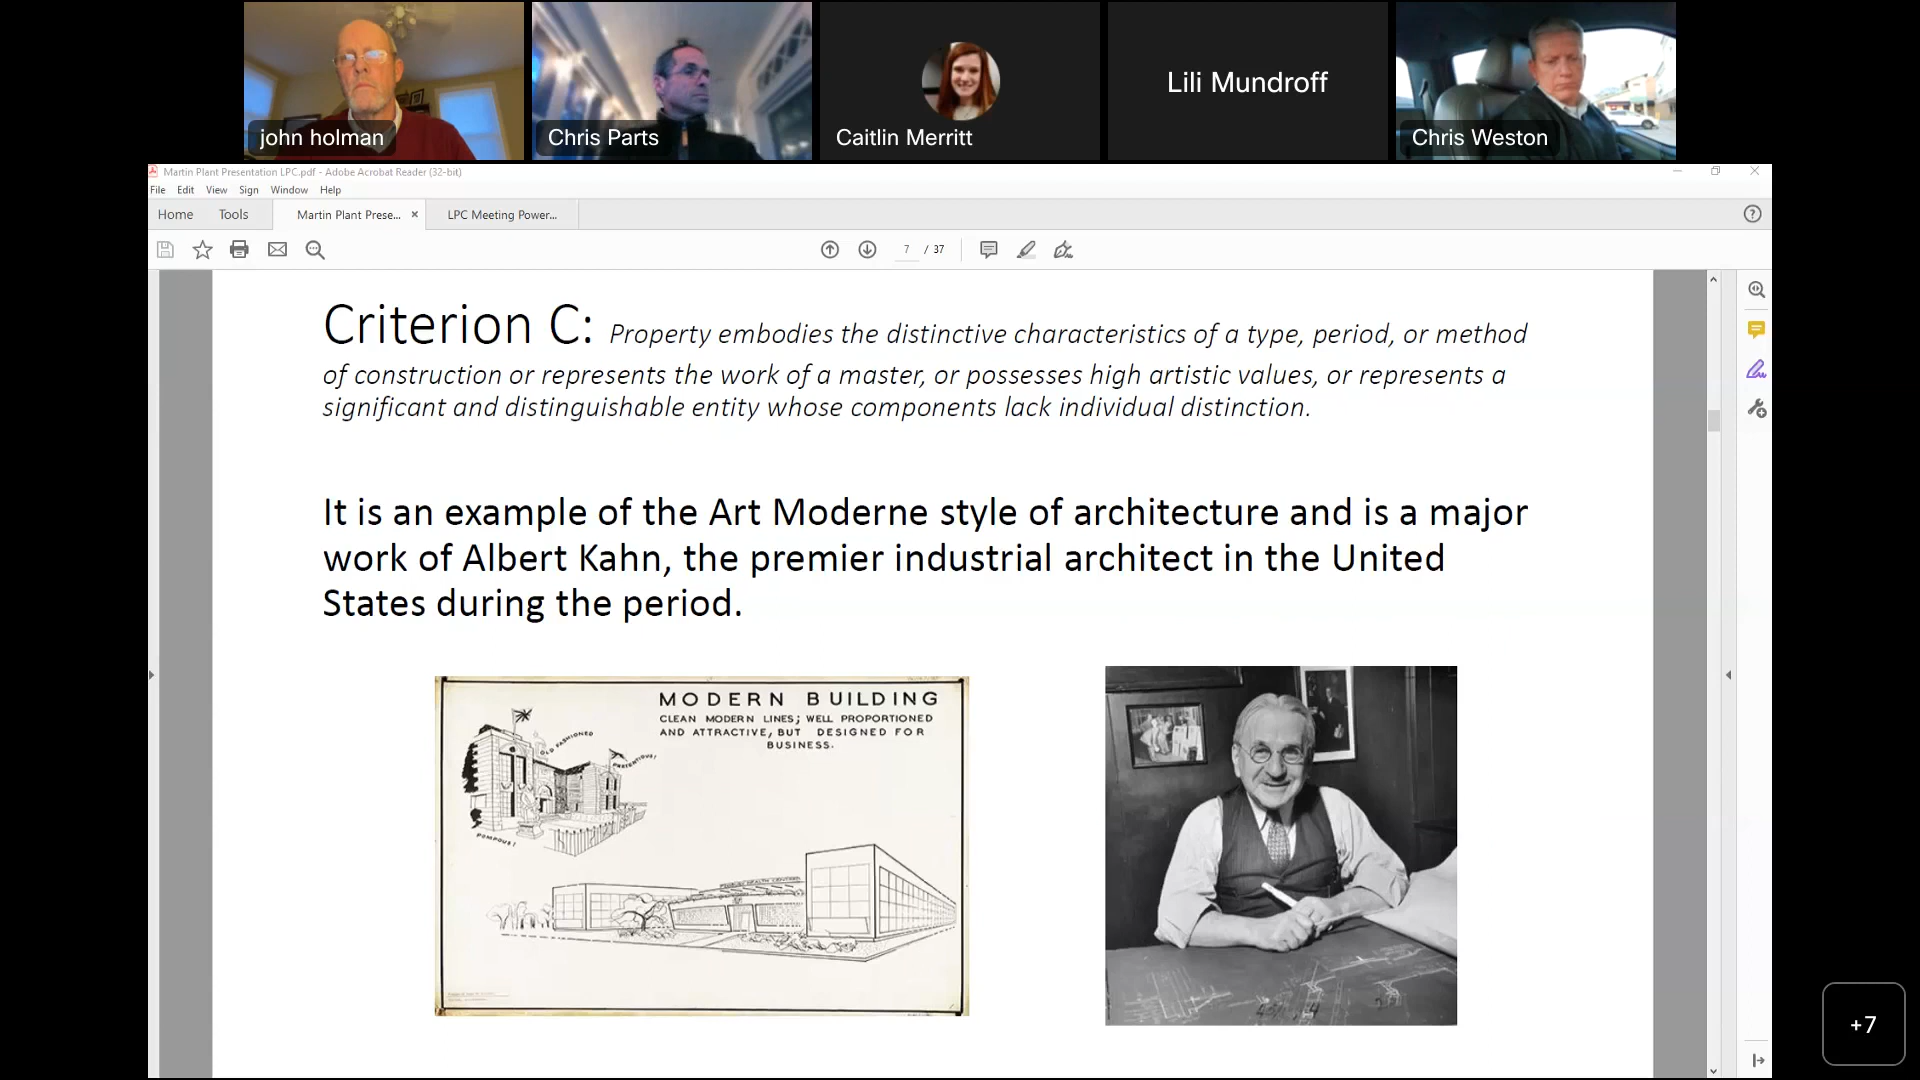 john holman
Chris Parts
Caitlin Merritt
Lili Mundroff
Chris Weston
Martin Plant Presentation LPC.pdf - Adobe Acrobat Reader (32-bit)
File Edit View Sign Window Help
Home Tools Martin Plant Prese... × LPC Meeting Power...
7 / 37
Criterion C: Property embodies the distinctive characteristics of a type, period, or method
of construction or represents the work of a master, or possesses high artistic values, or represents a
significant and distinguishable entity whose components lack individual distinction.
It is an example of the Art Moderne style of architecture and is a major
work of Albert Kahn, the premier industrial architect in the United
States during the period.
MODERN BUILDING
CLEAN MODERN LINES; WELL PROPORTIONED
AND ATTRACTIVE, BUT DESIGNED FOR
BUSINESS.
OLD FASHIONED
PRETENTIOUS!
POMPOUS!
+7